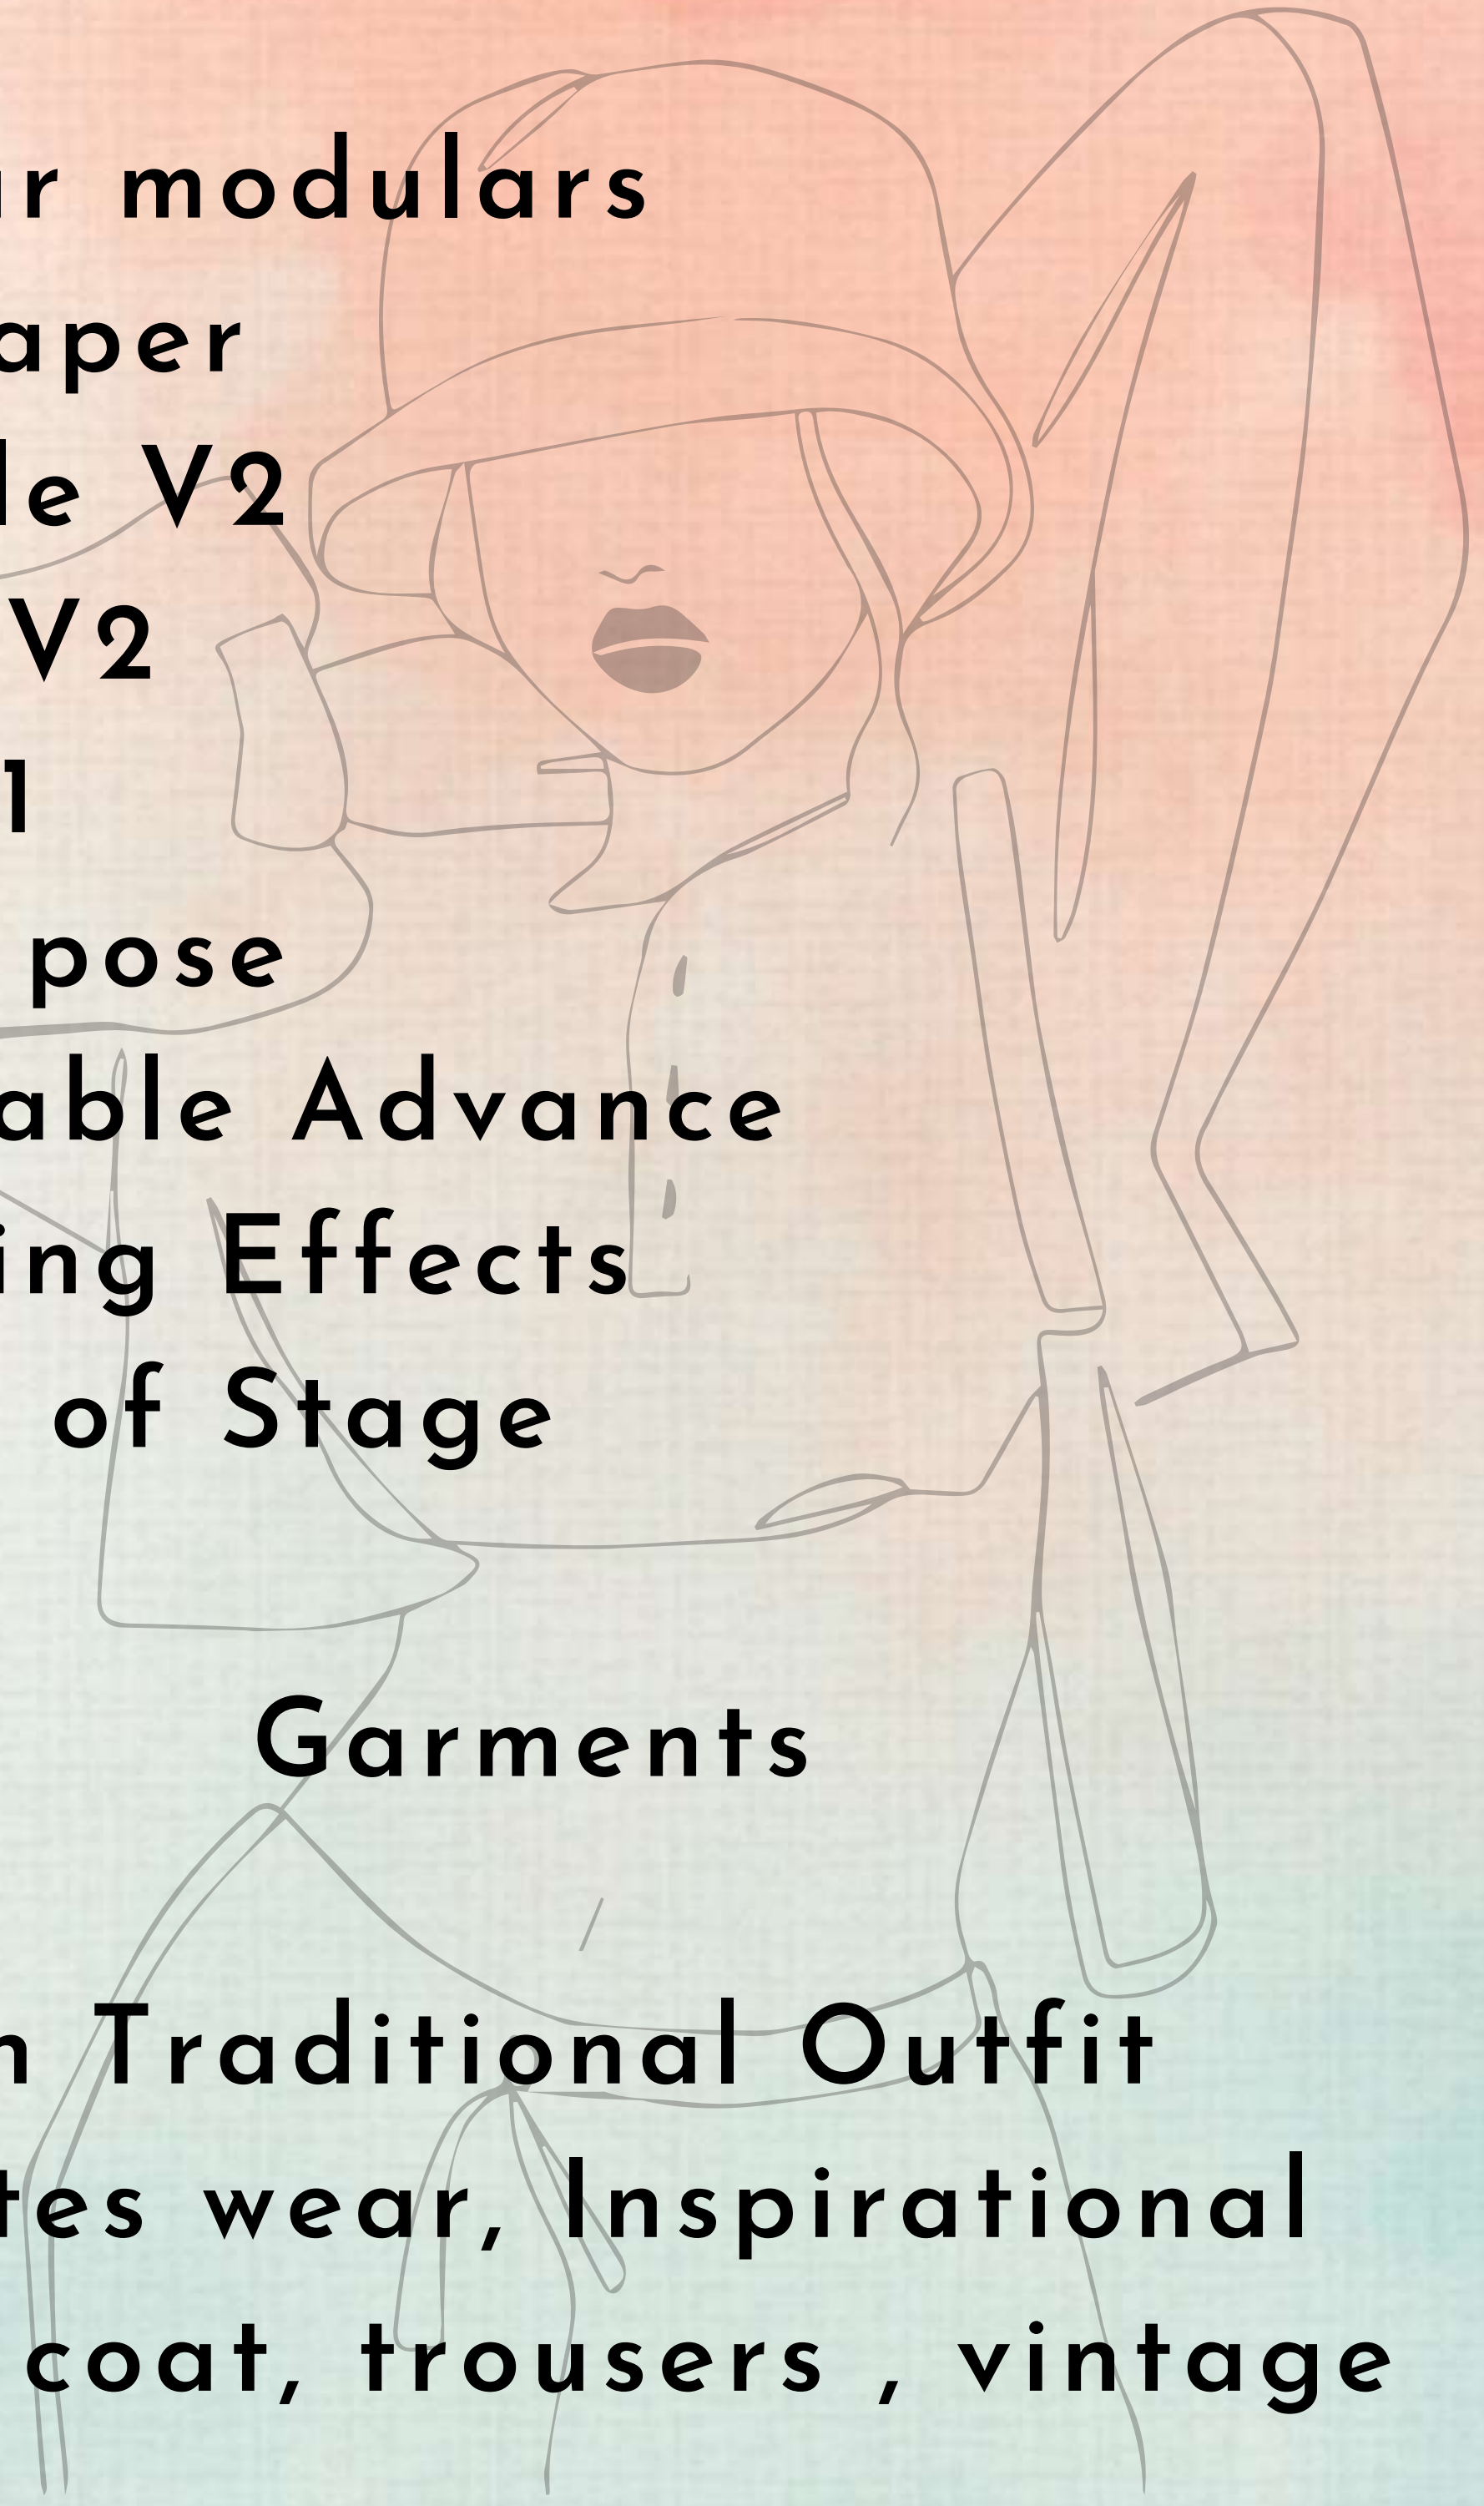 r modulars
aper
le V2
V2
1
pose
able Advance
ing Effects
of Stage
Garments
n Traditional Outfit
tes wear, Inspirational
coat, trousers , vintage